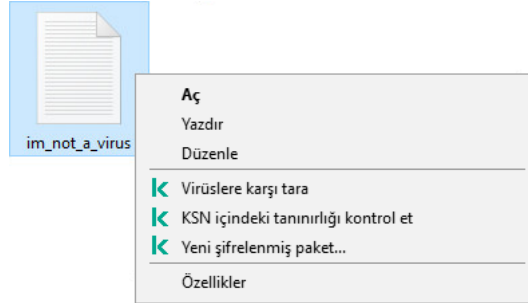 im_not_a_virus
Aç
Yazdır
Düzenle
Virüslere karşı tara
KSN içindeki tanınırlığı kontrol et
Yeni şifrelenmiş paket...
Özellikler